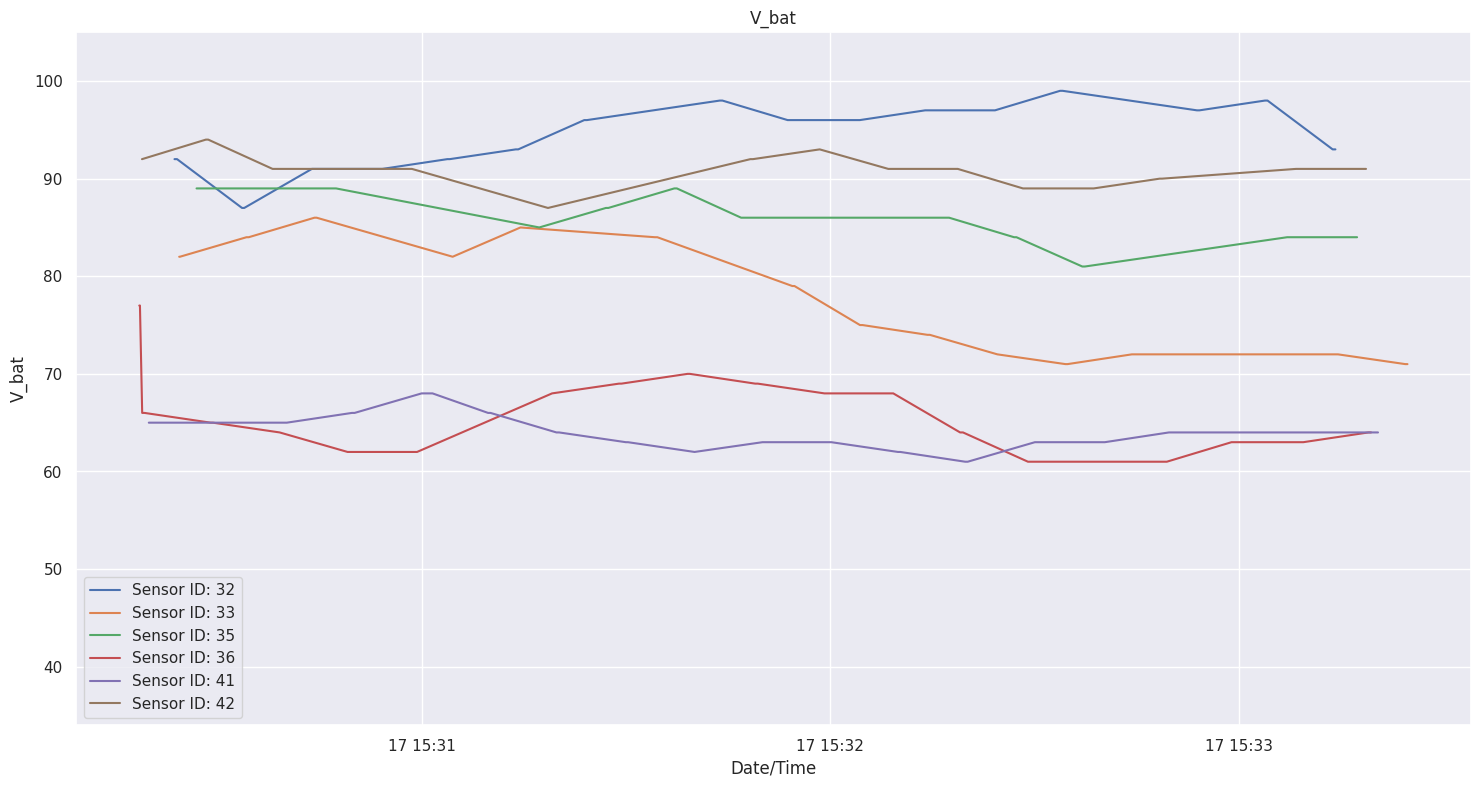 V_bat
100
90
80
70
60
50
40
V_bat
Sensor ID: 32
Sensor ID: 33
Sensor ID: 35
Sensor ID: 36
Sensor ID: 41
Sensor ID: 42
17 15:31
17 15:32
17 15:33
Date/Time